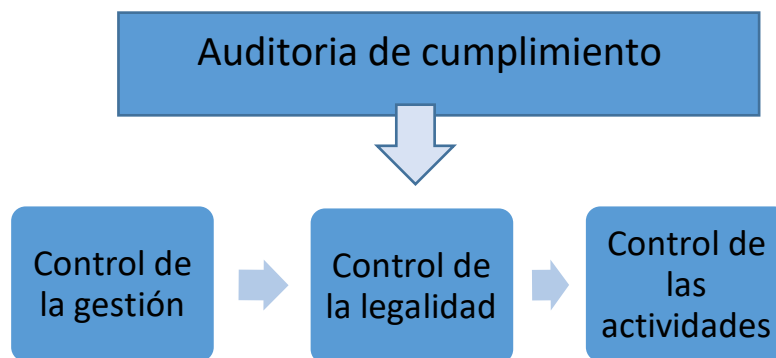 Auditoria de cumplimiento
Control de
la gestión
Control de
la legalidad
Control de
las
actividades